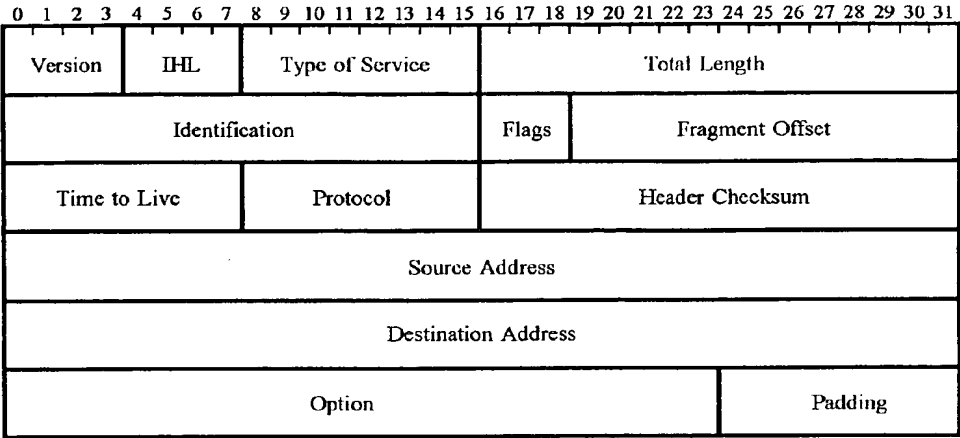 0 1 2 3 4 5 6 7 8 9 10 11 12 13 14 15 16 17 18 19 20 21 22 23 24 25 26 27 28 29 30 31
Version IHL Type of Service Total Length
Identification Flags Fragment Offset
Time to Live Protocol Header Checksum
Source Address
Destination Address
Option Padding